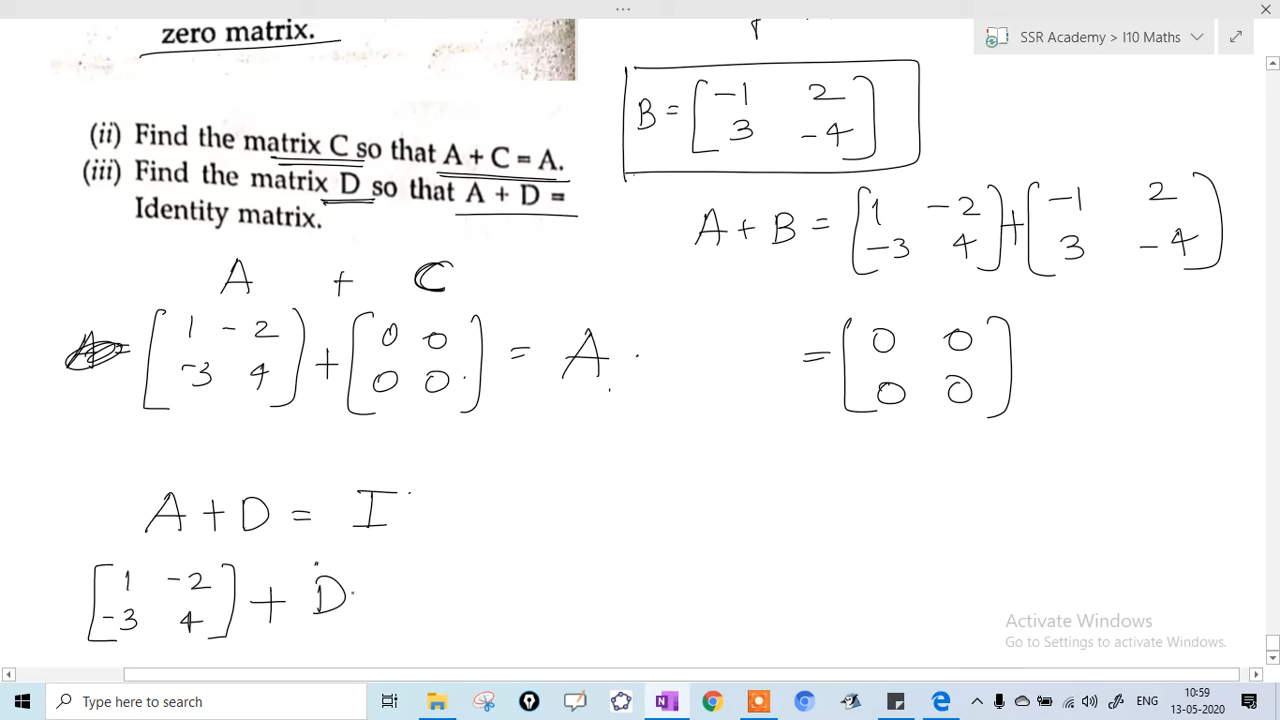 SSR Academy > I10 Maths
zero matrix.
(ii) Find the matrix C so that A + C = A.
(iii) Find the matrix D so that A + D =
Identity matrix.
B = [ -1 2
3 -4 ]
A + B = [ 1 -2
-3 4 ] + [ -1 2
3 -4 ]
= [ 0 0
0 0 ]
A + C
[ 1 -2
-3 4 ] + [ 0 0
0 0 ] = A.
A + D = I
[ 1 -2
-3 4 ] + D
Activate Windows
Go to Settings to activate Windows.
Type here to search
ENG
10:59
13-05-2020